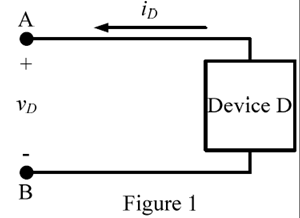 A
i_D
+
v_D
Device D
-
B
Figure 1